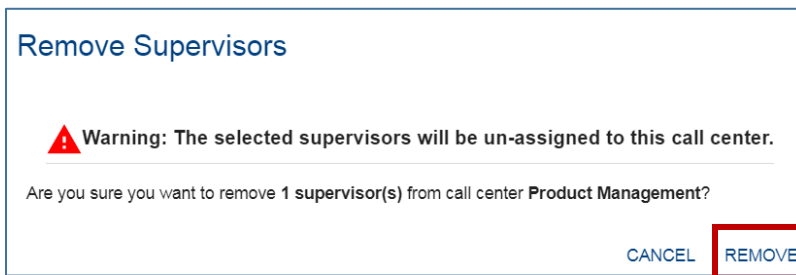 Remove Supervisors
Warning: The selected supervisors will be un-assigned to this call center.
Are you sure you want to remove 1 supervisor(s) from call center Product Management?
CANCEL REMOVE